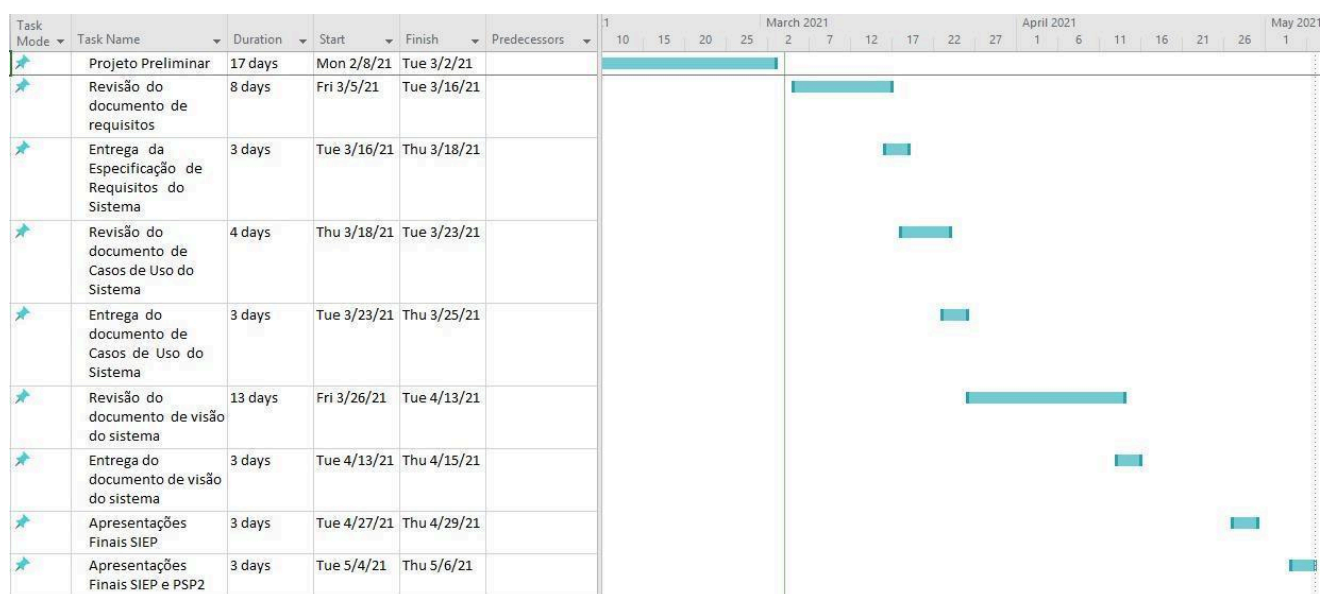 Task Mode Task Name Duration Start Finish Predecessors
1 March 2021 April 2021 May 2021
10 15 20 25 2 7 12 17 22 27 1 6 11 16 21 26 1
Projeto Preliminar 17 days Mon 2/8/21 Tue 3/2/21
Revisão do 8 days Fri 3/5/21 Tue 3/16/21
documento de
requisitos
Entrega da 3 days Tue 3/16/21 Thu 3/18/21
Especificação de
Requisitos do
Sistema
Revisão do 4 days Thu 3/18/21 Tue 3/23/21
documento de
Casos de Uso do
Sistema
Entrega do 3 days Tue 3/23/21 Thu 3/25/21
documento de
Casos de Uso do
Sistema
Revisão do 13 days Fri 3/26/21 Tue 4/13/21
documento de visão
do sistema
Entrega do 3 days Tue 4/13/21 Thu 4/15/21
documento de visão
do sistema
Apresentações 3 days Tue 4/27/21 Thu 4/29/21
Finais SIEP
Apresentações 3 days Tue 5/4/21 Thu 5/6/21
Finais SIEP e PSP2